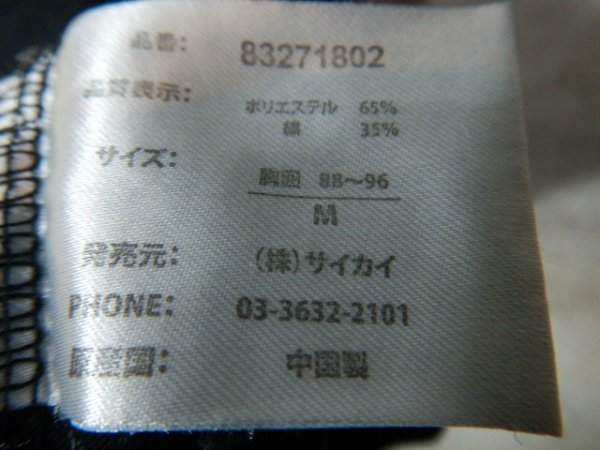 品番: 83271802
品質表示: ポリエステル 65%
綿 35%
サイズ: 胸囲 88～96
M
発売元: (株)サイカイ
PHONE: 03-3632-2101
原産国: 中国製